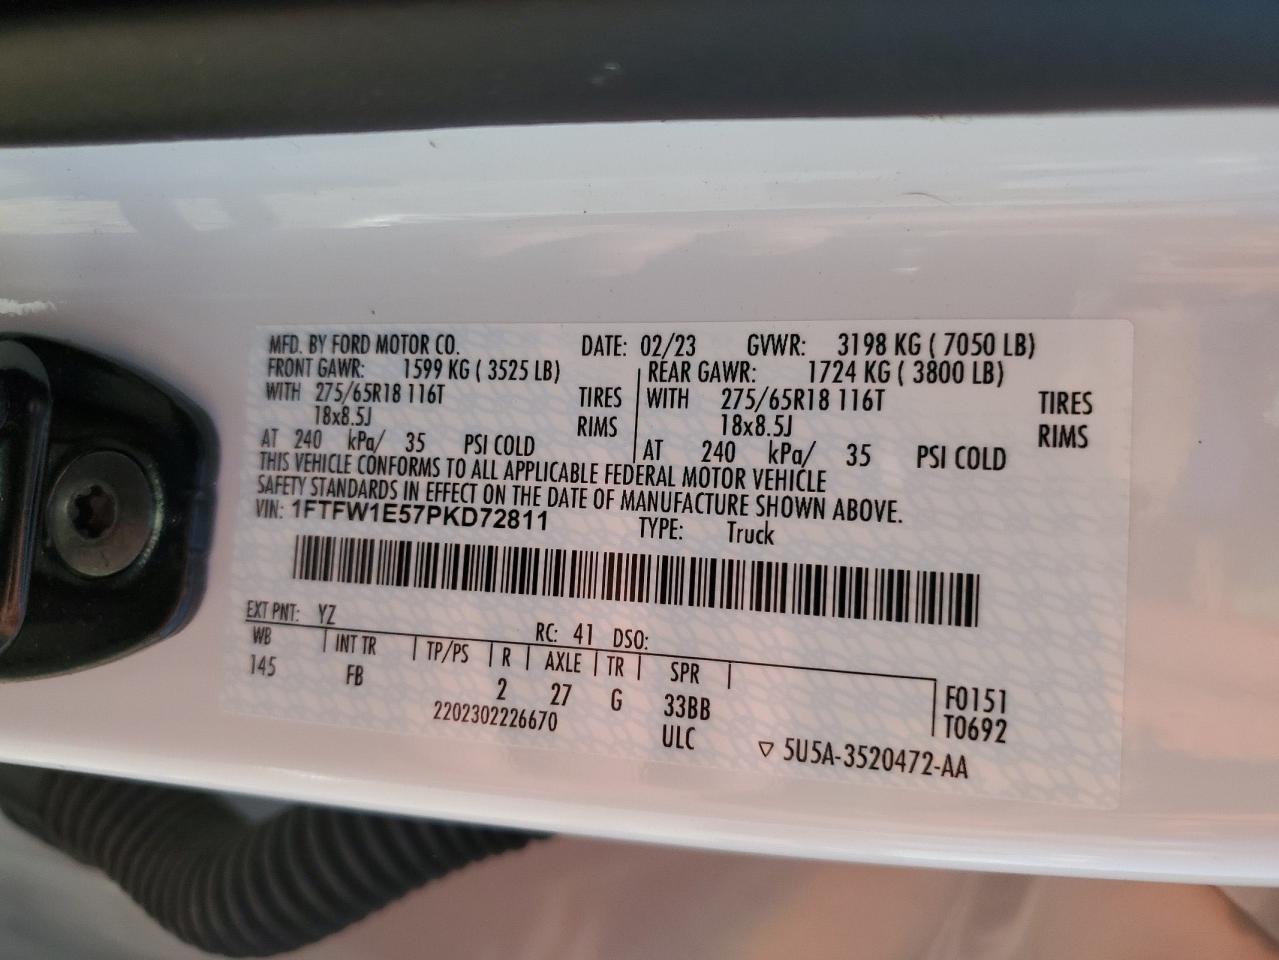 MFD. BY FORD MOTOR CO. DATE: 02/23 GVWR: 3198 KG ( 7050 LB)
FRONT GAWR: 1599 KG ( 3525 LB) REAR GAWR: 1724 KG ( 3800 LB)
WITH 275/65R18 116T TIRES WITH 275/65R18 116T TIRES
18x8.5J RIMS 18x8.5J RIMS
AT 240 kPa/ 35 PSI COLD AT 240 kPa/ 35 PSI COLD
THIS VEHICLE CONFORMS TO ALL APPLICABLE FEDERAL MOTOR VEHICLE
SAFETY STANDARDS IN EFFECT ON THE DATE OF MANUFACTURE SHOWN ABOVE.
VIN: 1FTFW1E57PKD72811 TYPE: Truck
EXT PNT: YZ RC: 41 DSO:
WB INT TR TP/PS R AXLE TR SPR
145 FB 2 27 G 33BB F0151
2202302226670 ULC T0692
▽ 5U5A-3520472-AA